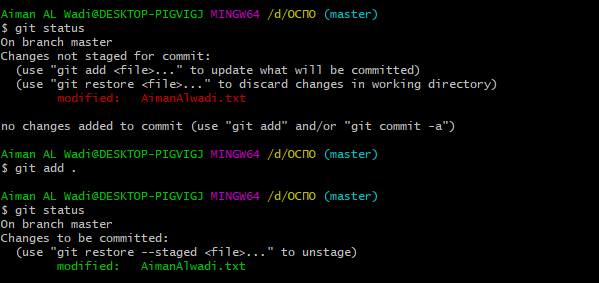 Aiman AL Wadi@DESKTOP-PIGVIGJ MINGW64 /d/ОСПО (master)
$ git status
On branch master
Changes not staged for commit:
  (use "git add <file>..." to update what will be committed)
  (use "git restore <file>..." to discard changes in working directory)
        modified:   AimanAlwadi.txt

no changes added to commit (use "git add" and/or "git commit -a")

Aiman AL Wadi@DESKTOP-PIGVIGJ MINGW64 /d/ОСПО (master)
$ git add .

Aiman AL Wadi@DESKTOP-PIGVIGJ MINGW64 /d/ОСПО (master)
$ git status
On branch master
Changes to be committed:
  (use "git restore --staged <file>..." to unstage)
        modified:   AimanAlwadi.txt